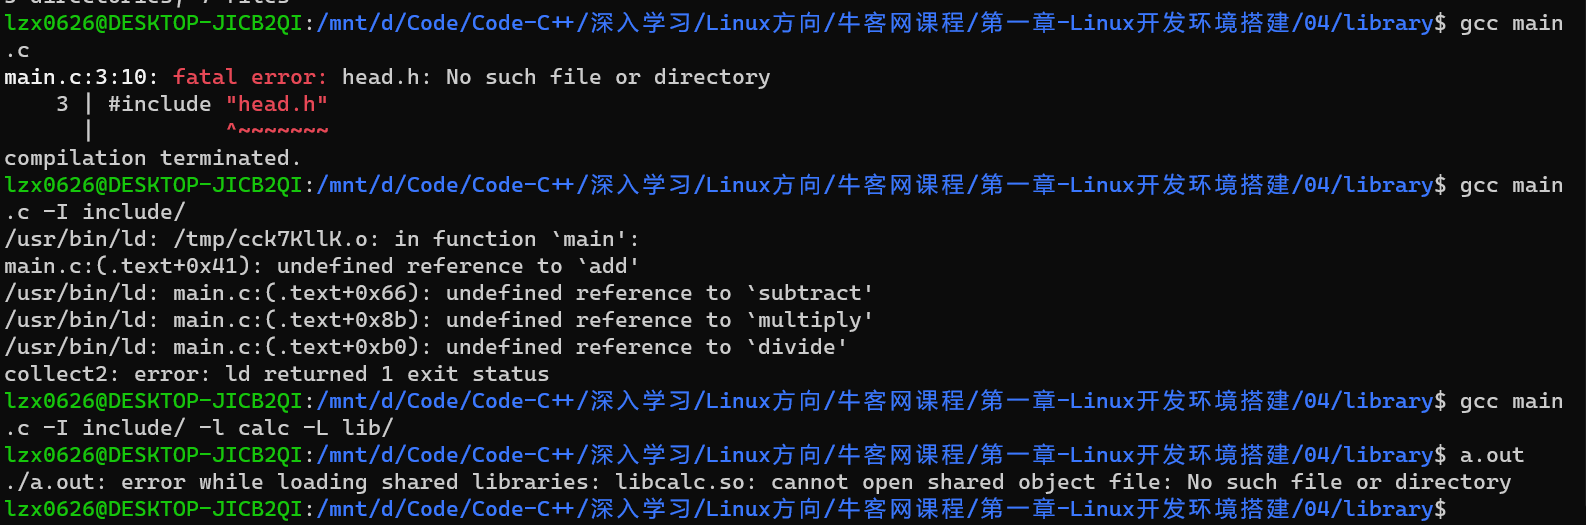 lzx0626@DESKTOP-JICB2QI:/mnt/d/Code/Code-C++/深入学习/Linux方向/牛客网课程/第一章-Linux开发环境搭建/04/library$ gcc main
.c
main.c:3:10: fatal error: head.h: No such file or directory
    3 | #include "head.h"
      |          ^~~~~~~~
compilation terminated.
lzx0626@DESKTOP-JICB2QI:/mnt/d/Code/Code-C++/深入学习/Linux方向/牛客网课程/第一章-Linux开发环境搭建/04/library$ gcc main
.c -I include/
/usr/bin/ld: /tmp/cck7KllK.o: in function `main':
main.c:(.text+0x41): undefined reference to `add'
/usr/bin/ld: main.c:(.text+0x66): undefined reference to `subtract'
/usr/bin/ld: main.c:(.text+0x8b): undefined reference to `multiply'
/usr/bin/ld: main.c:(.text+0xb0): undefined reference to `divide'
collect2: error: ld returned 1 exit status
lzx0626@DESKTOP-JICB2QI:/mnt/d/Code/Code-C++/深入学习/Linux方向/牛客网课程/第一章-Linux开发环境搭建/04/library$ gcc main
.c -I include/ -l calc -L lib/
lzx0626@DESKTOP-JICB2QI:/mnt/d/Code/Code-C++/深入学习/Linux方向/牛客网课程/第一章-Linux开发环境搭建/04/library$ a.out
./a.out: error while loading shared libraries: libcalc.so: cannot open shared object file: No such file or directory
lzx0626@DESKTOP-JICB2QI:/mnt/d/Code/Code-C++/深入学习/Linux方向/牛客网课程/第一章-Linux开发环境搭建/04/library$